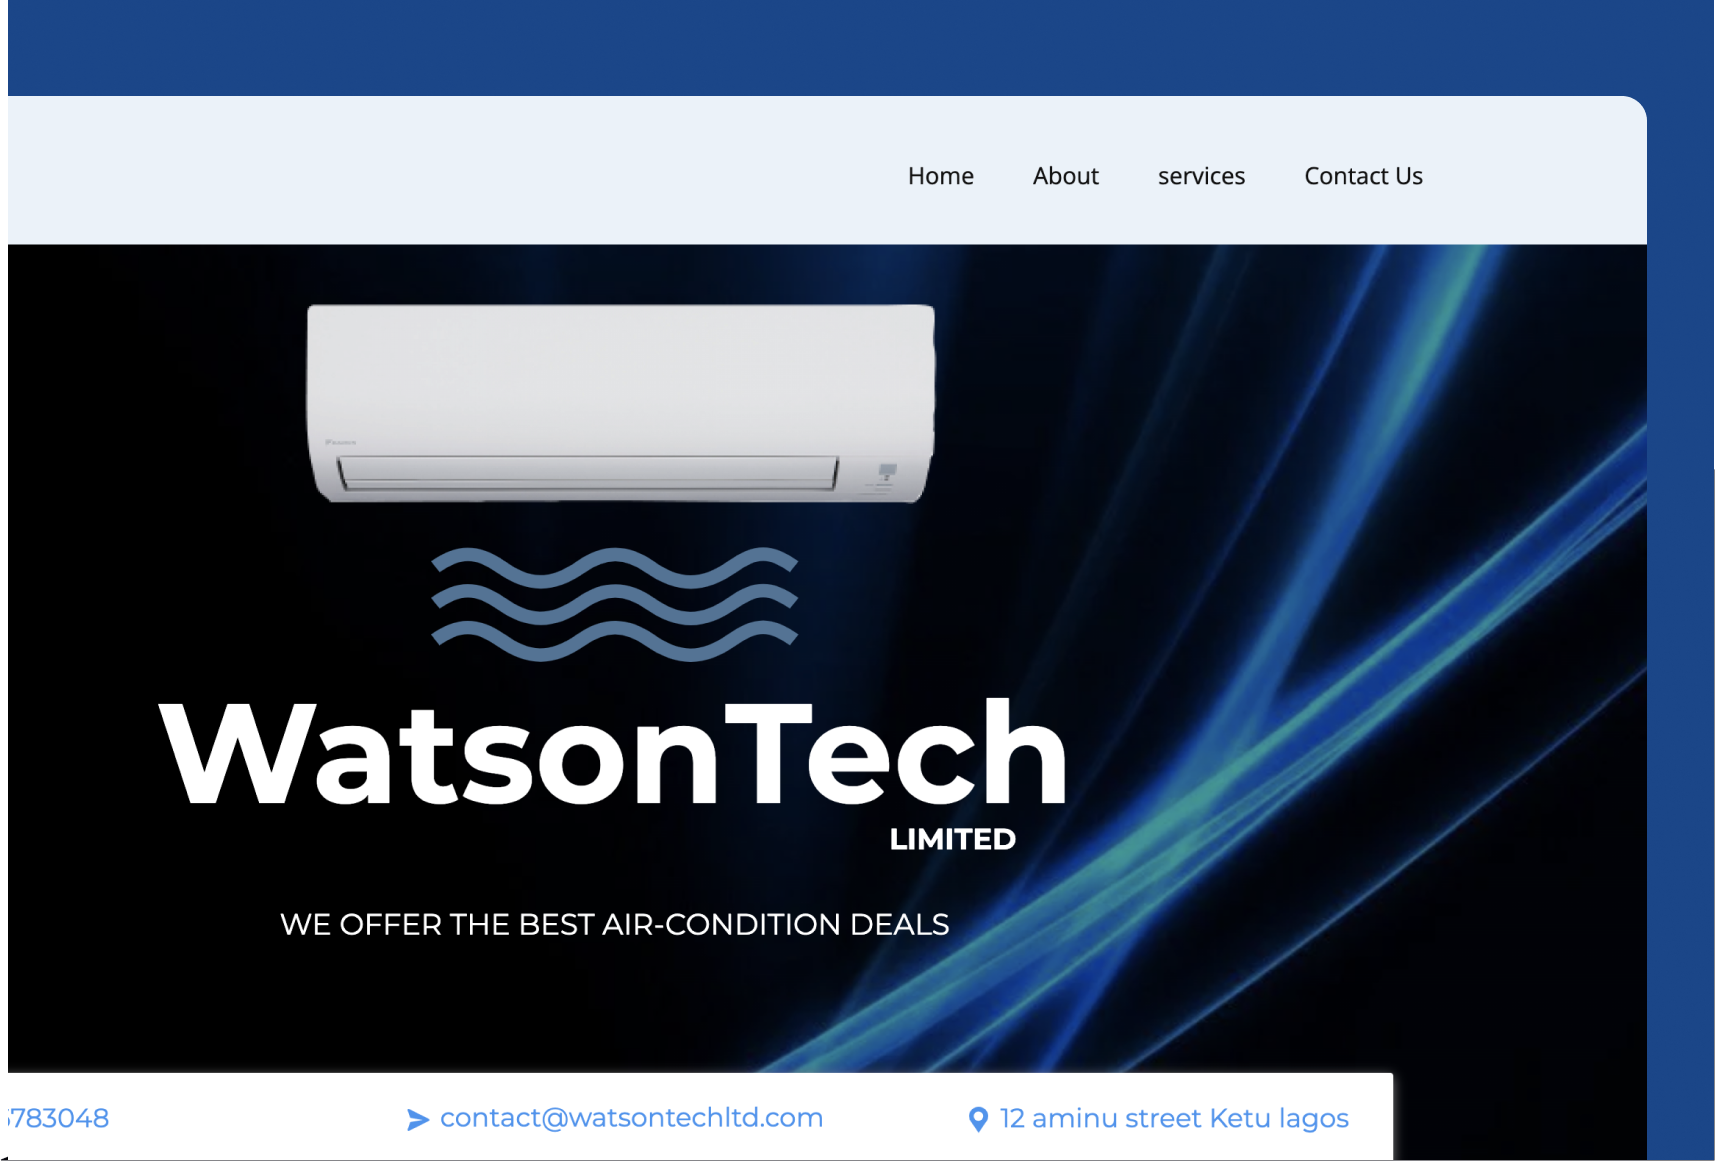 Home About services Contact Us
WatsonTech
LIMITED
WE OFFER THE BEST AIR-CONDITION DEALS
783048 contact@watsontechltd.com 12 aminu street Ketu lagos